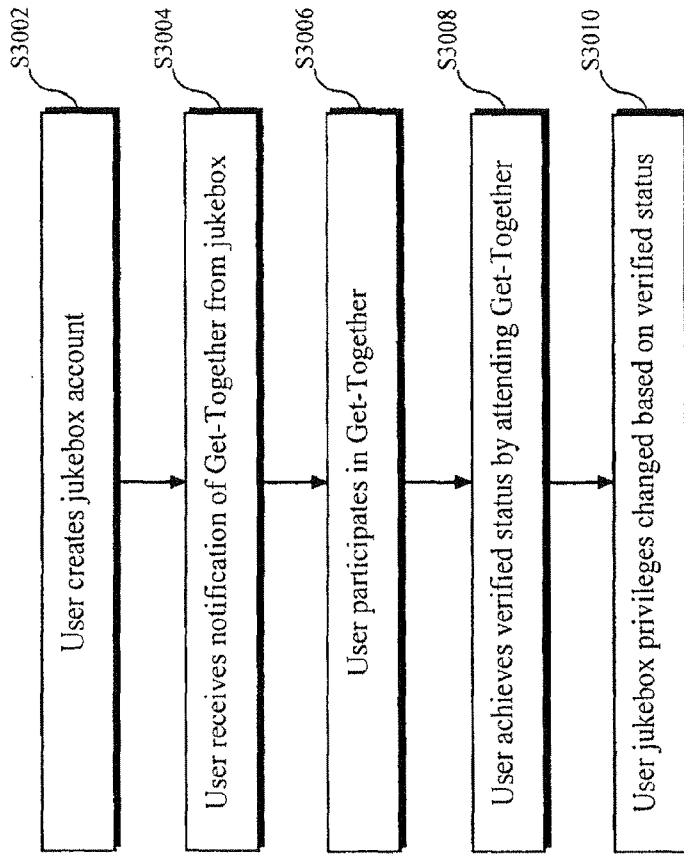 S3002
User creates jukebox account
S3004
User receives notification of Get-Together from jukebox
S3006
User participates in Get-Together
S3008
User achieves verified status by attending Get-Together
S3010
User jukebox privileges changed based on verified status